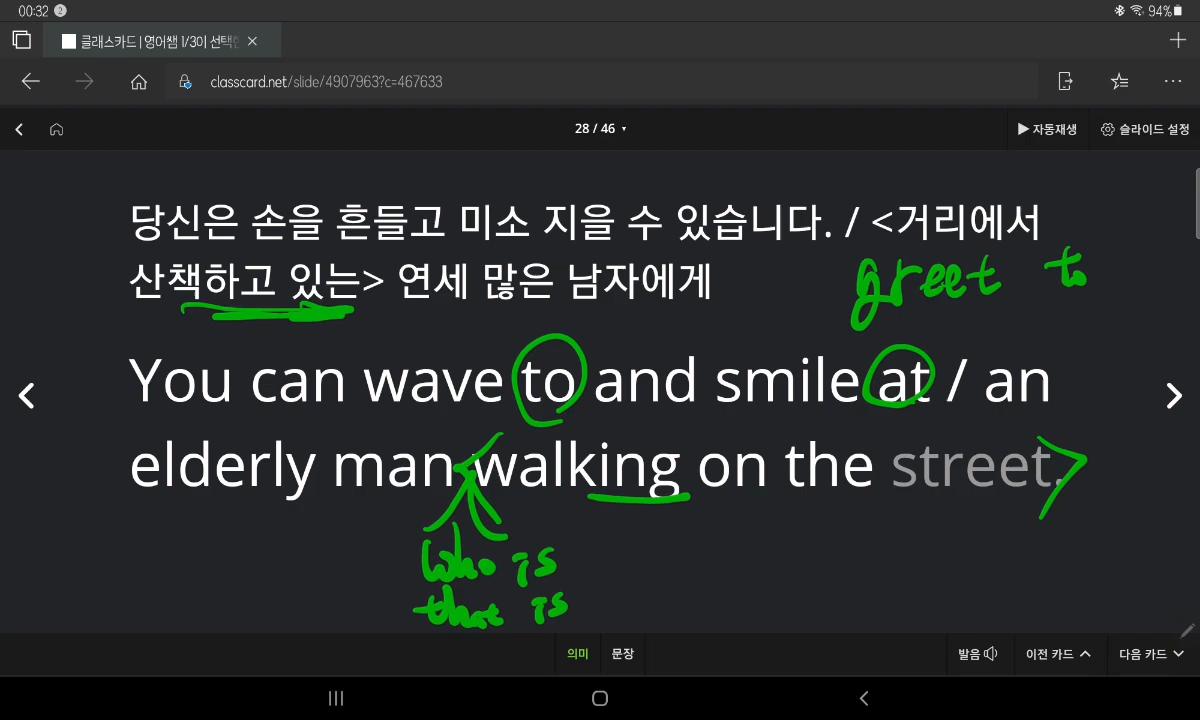 00:32 2 94%
클래스카드 | 영어쌤 1/3이 선택한
classcard.net/slide/4907963?c=467633
28 / 46 자동재생 슬라이드 설정
당신은 손을 흔들고 미소 지을 수 있습니다. / <거리에서
산책하고 있는> 연세 많은 남자에게
greet to
You can wave to and smile at / an
elderly man walking on the street.
who is
that is
의미 문장 발음 이전 카드 다음 카드